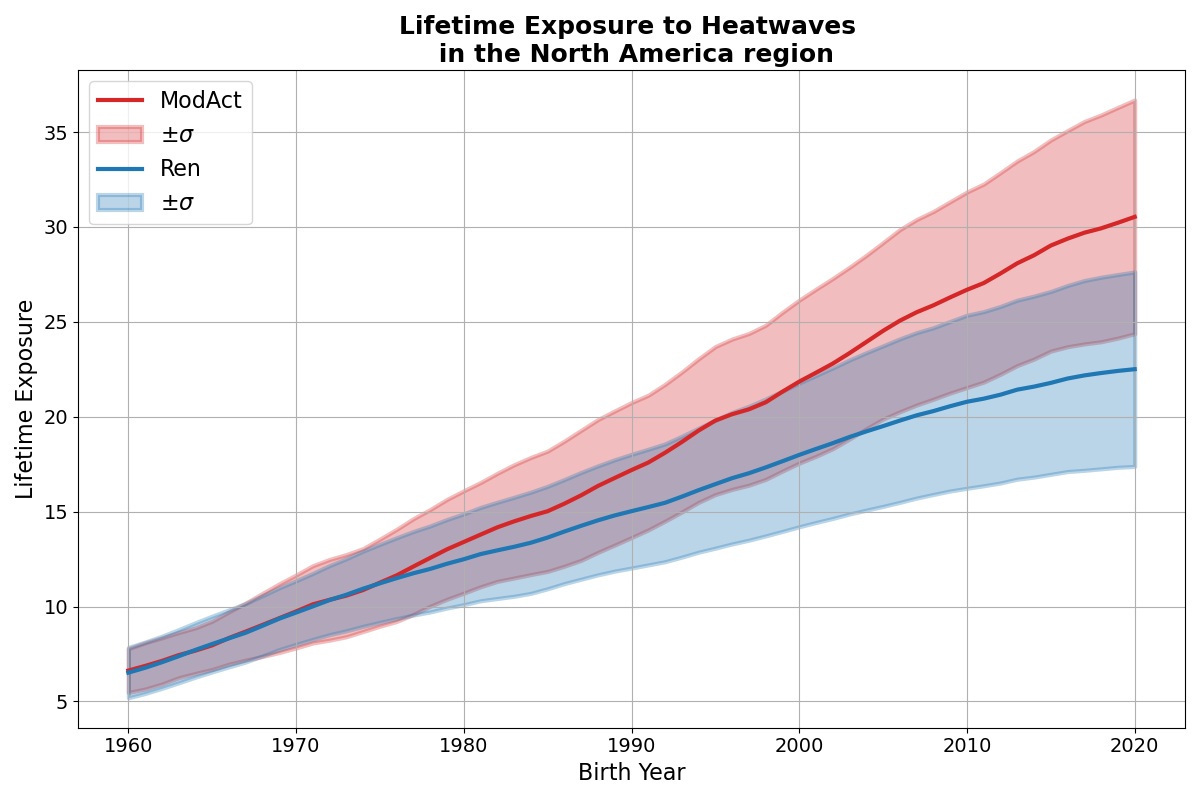 Lifetime Exposure to Heatwaves
in the North America region
ModAct
±σ
Ren
±σ
Lifetime Exposure
35
30
25
20
15
10
5
1960 1970 1980 1990 2000 2010 2020
Birth Year